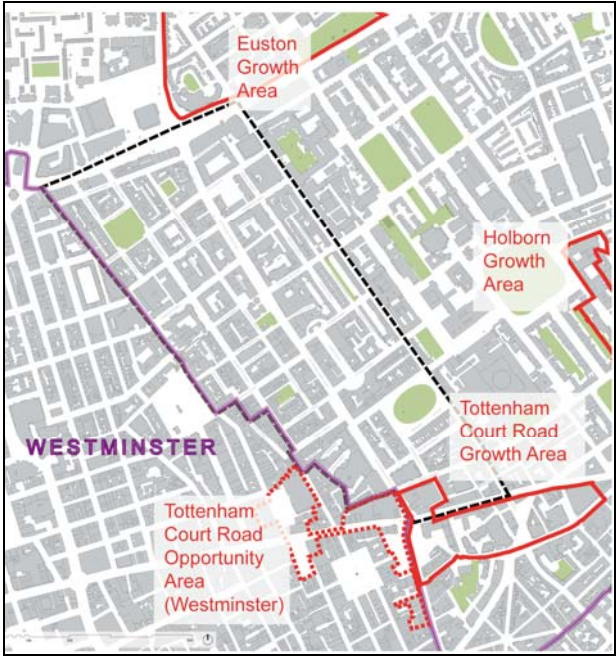 Euston
Growth
Area
Holborn
Growth
Area
Tottenham
Court Road
Growth Area
WESTMINSTER
Tottenham
Court Road
Opportunity
Area
(Westminster)